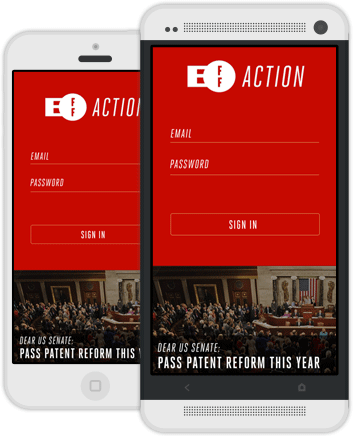 EFF ACTION
EMAIL
PASSWORD
SIGN IN
DEAR US SENATE:
PASS PATENT REFORM THIS Y
EFF ACTION
EMAIL
PASSWORD
SIGN IN
DEAR US SENATE:
PASS PATENT REFORM THIS YEAR